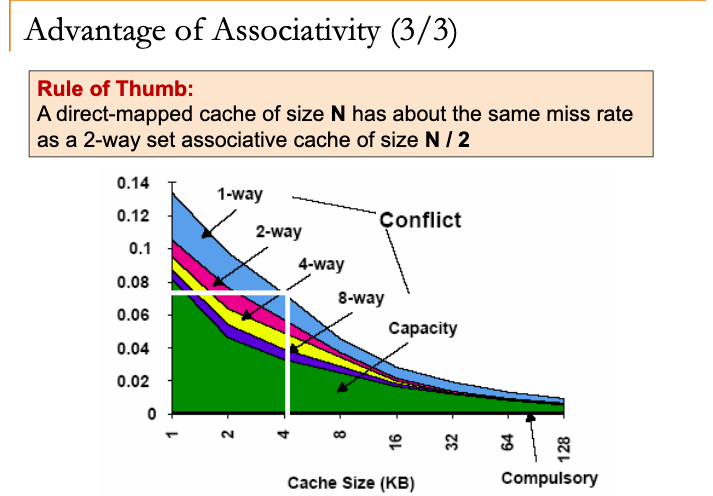 Advantage of Associativity (3/3)
Rule of Thumb:
A direct-mapped cache of size N has about the same miss rate
as a 2-way set associative cache of size N / 2
0.14
0.12
0.1
0.08
0.06
0.04
0.02
0
1-way
2-way
4-way
8-way
Conflict
Capacity
1
2
4
8
16
32
64
128
Cache Size (KB)
Compulsory